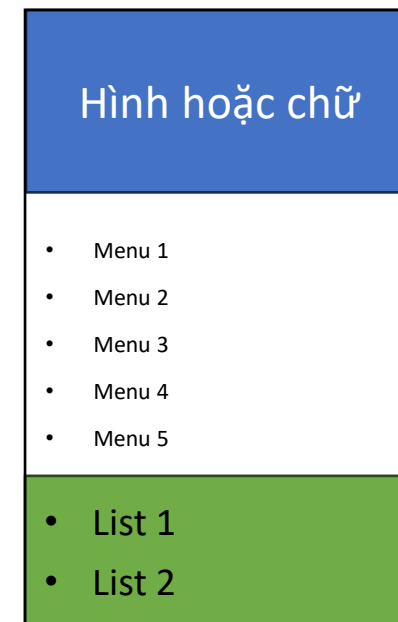 Hình hoặc chữ
• Menu 1
• Menu 2
• Menu 3
• Menu 4
• Menu 5
• List 1
• List 2